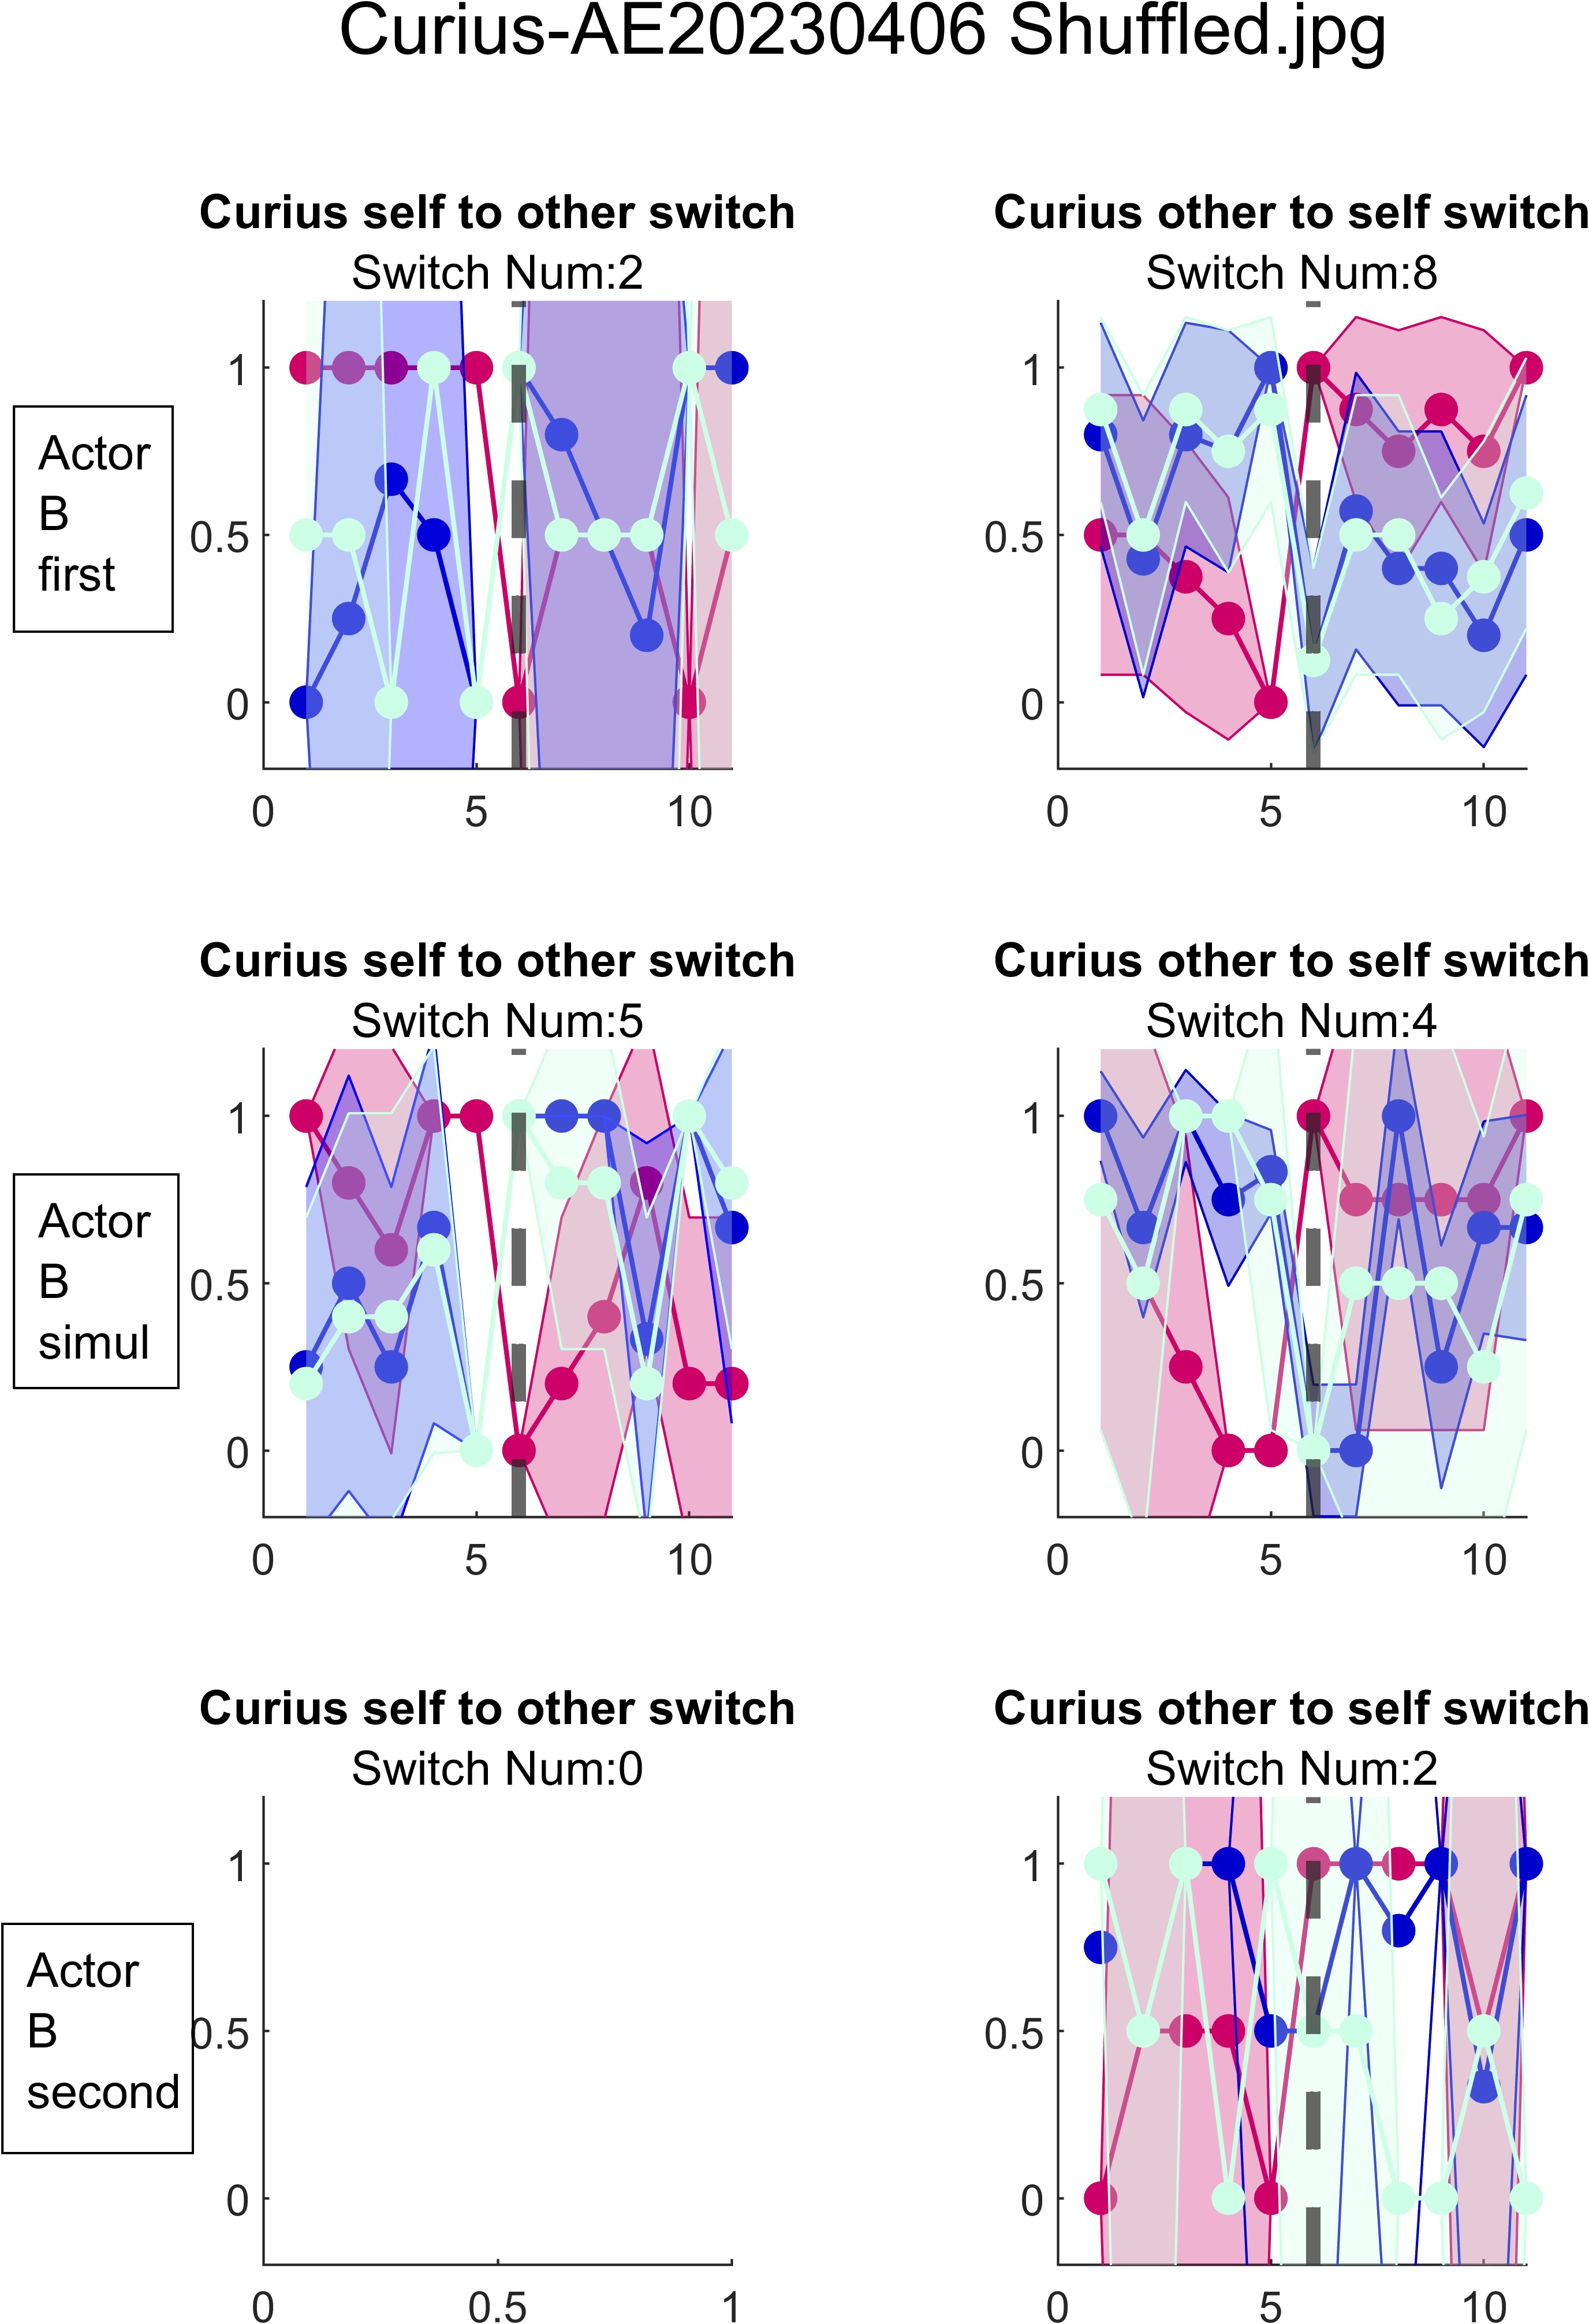 Curius-AE20230406 Shuffled.jpg
Curius self to other switch
Switch Num:2
Curius other to self switch
Switch Num:8
Actor
B
first
1
0.5
0
0
5
10
1
0.5
0
0
5
10
Curius self to other switch
Switch Num:5
Curius other to self switch
Switch Num:4
Actor
B
simul
1
0.5
0
0
5
10
1
0.5
0
0
5
10
Curius self to other switch
Switch Num:0
Curius other to self switch
Switch Num:2
Actor
B
second
1
0.5
0
0
0.5
1
1
0.5
0
0
5
10